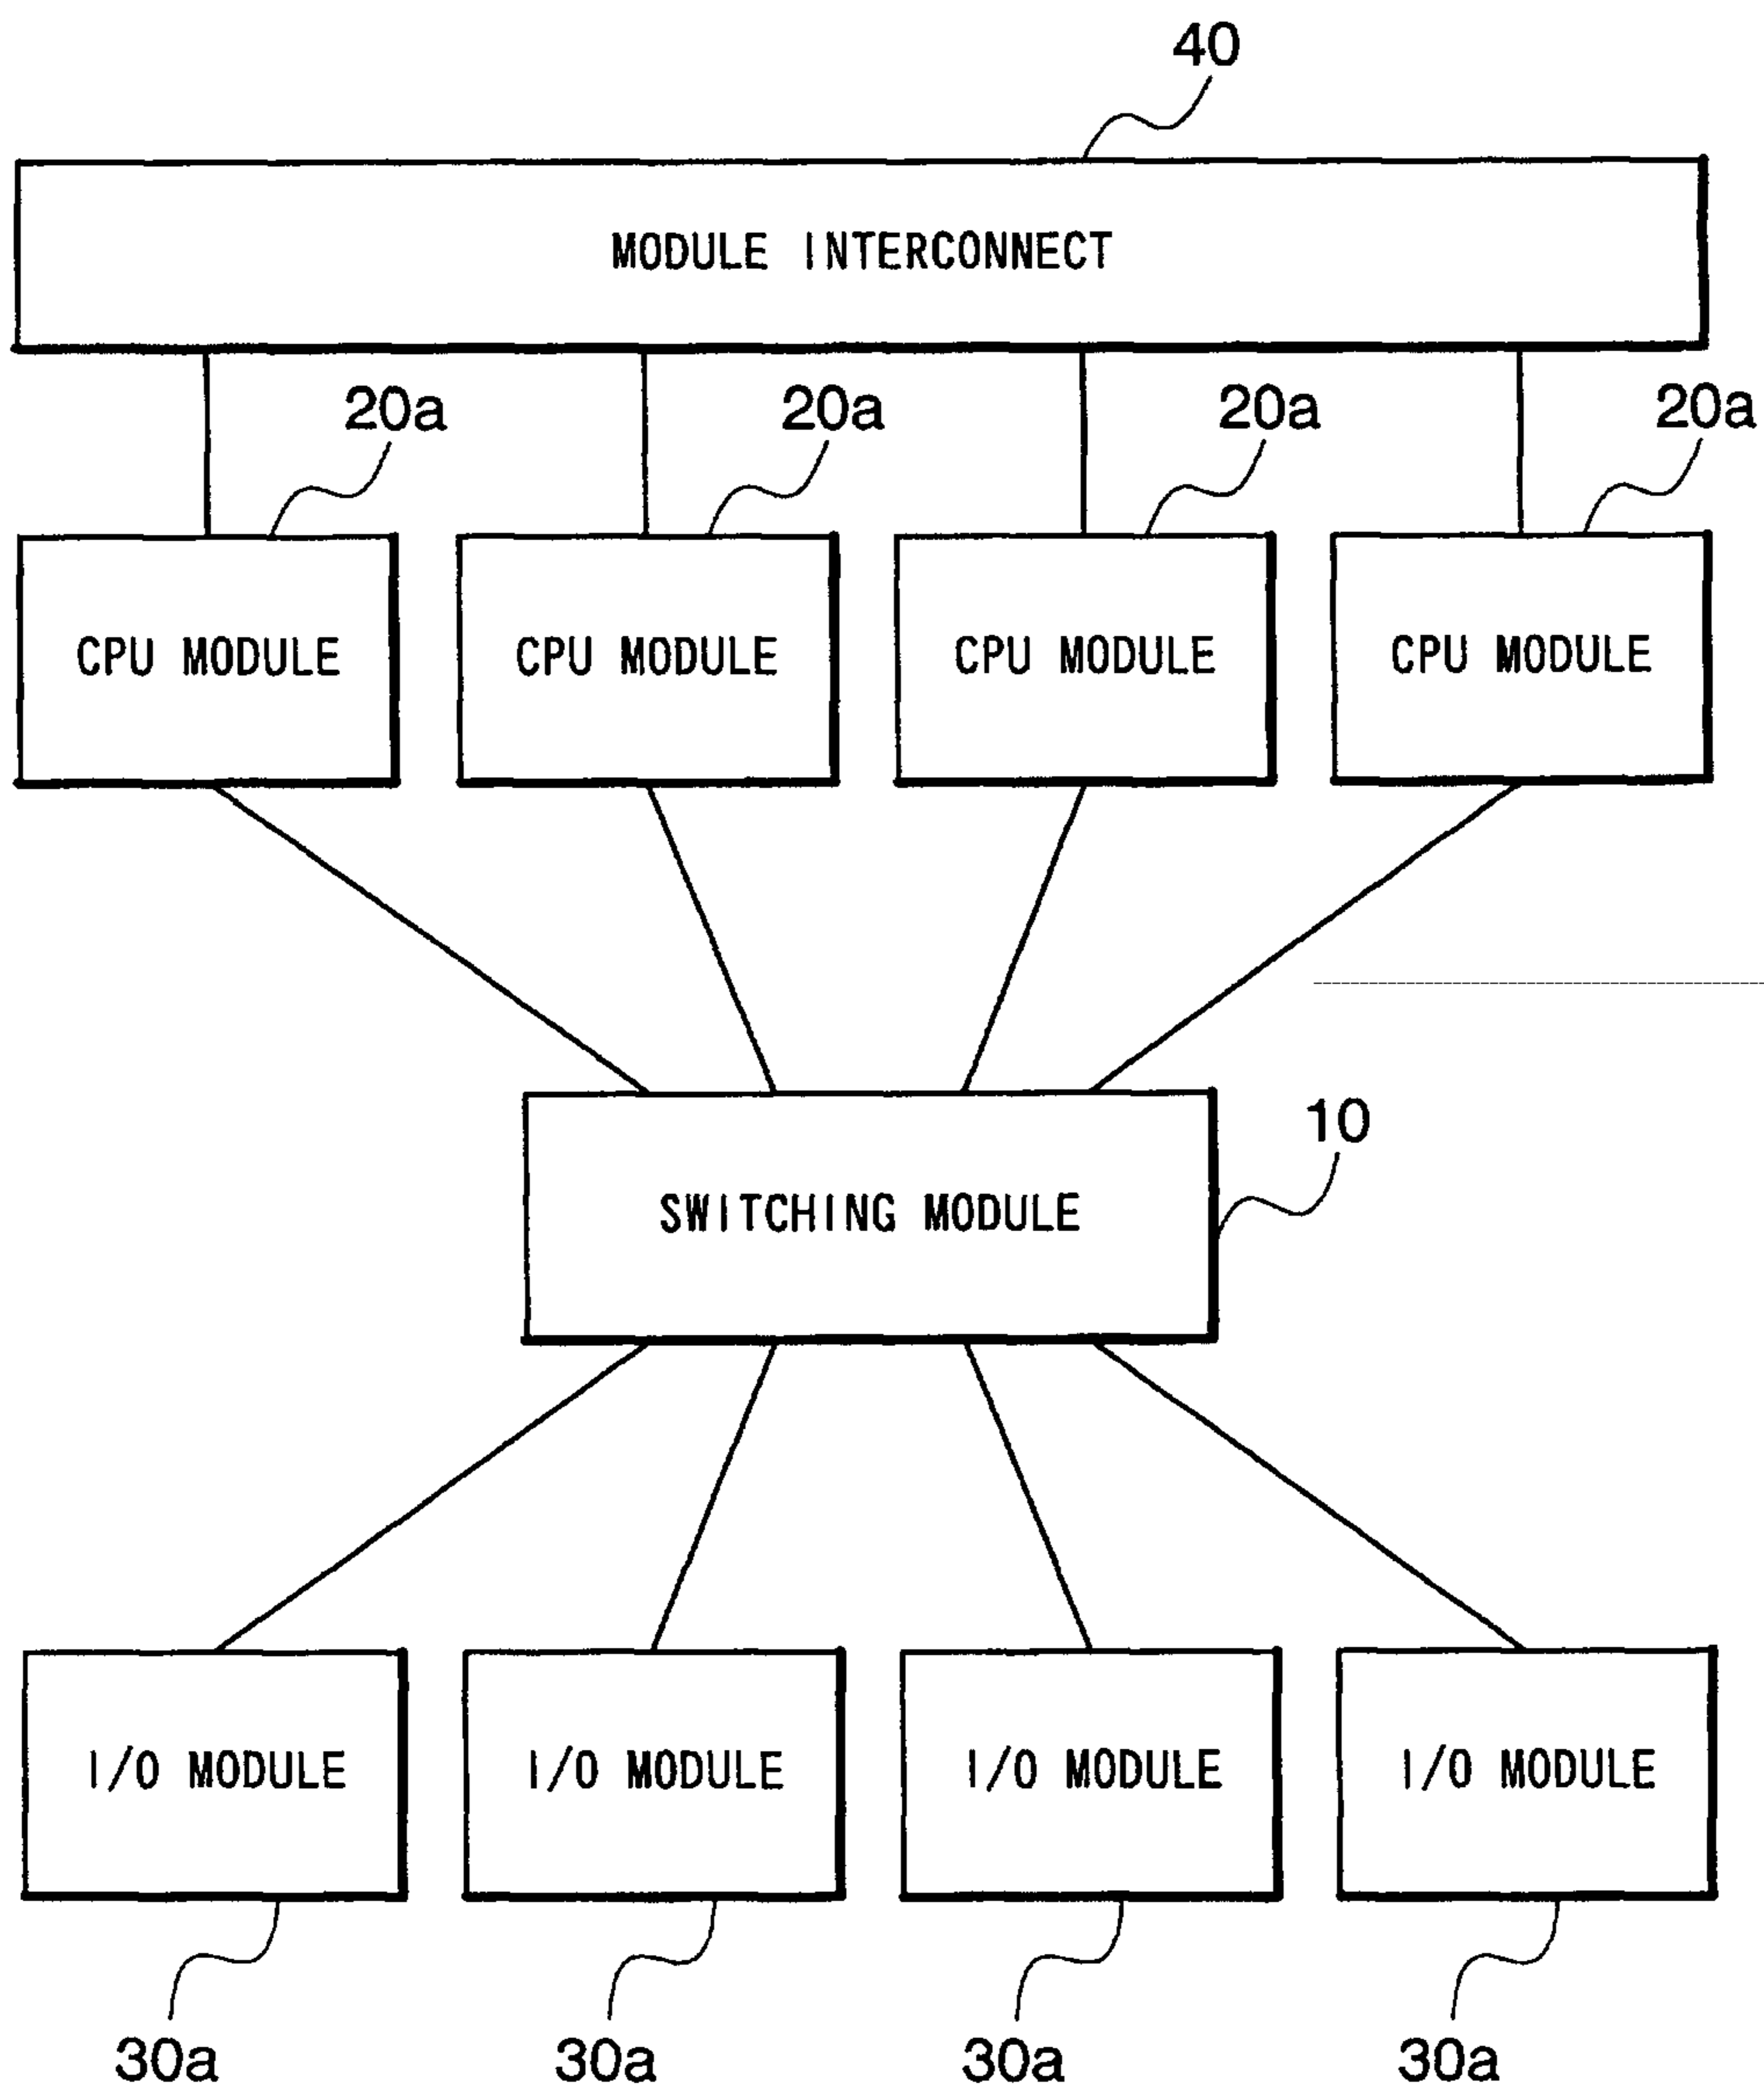 40
MODULE INTERCONNECT
20a 20a 20a 20a
CPU MODULE CPU MODULE CPU MODULE CPU MODULE
10
SWITCHING MODULE
I/O MODULE I/O MODULE I/O MODULE I/O MODULE
30a 30a 30a 30a